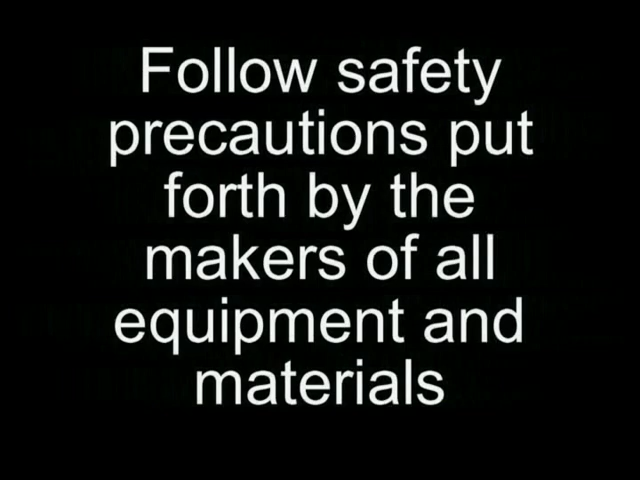 Follow safety
precautions put
forth by the
makers of all
equipment and
materials